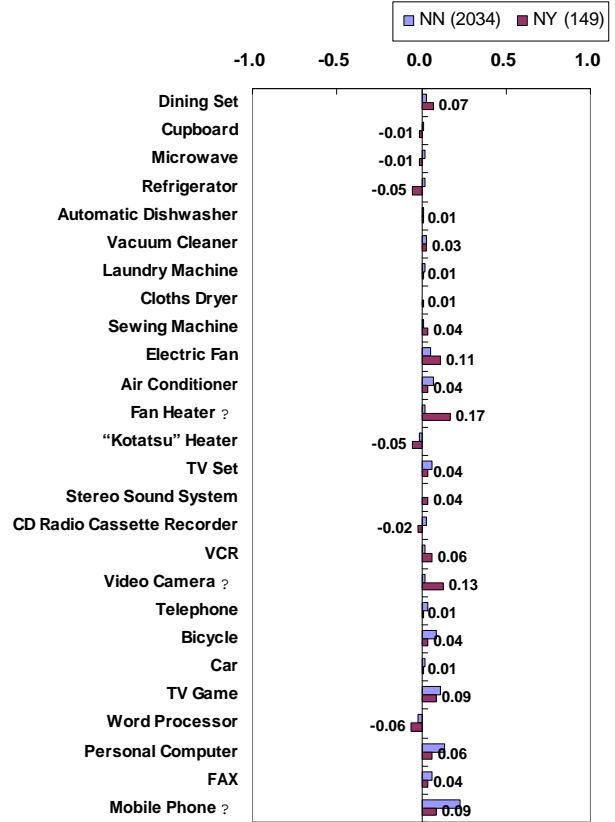 NN (2034) NY (149)
-1.0 -0.5 0.0 0.5 1.0
Dining Set 0.07
Cupboard -0.01
Microwave -0.01
Refrigerator -0.05
Automatic Dishwasher 0.01
Vacuum Cleaner 0.03
Laundry Machine 0.01
Cloths Dryer 0.01
Sewing Machine 0.04
Electric Fan 0.11
Air Conditioner 0.04
Fan Heater ? 0.17
“Kotatsu” Heater -0.05
TV Set 0.04
Stereo Sound System 0.04
CD Radio Cassette Recorder -0.02
VCR 0.06
Video Camera ? 0.13
Telephone 0.01
Bicycle 0.04
Car 0.01
TV Game 0.09
Word Processor -0.06
Personal Computer 0.06
FAX 0.04
Mobile Phone ? 0.09